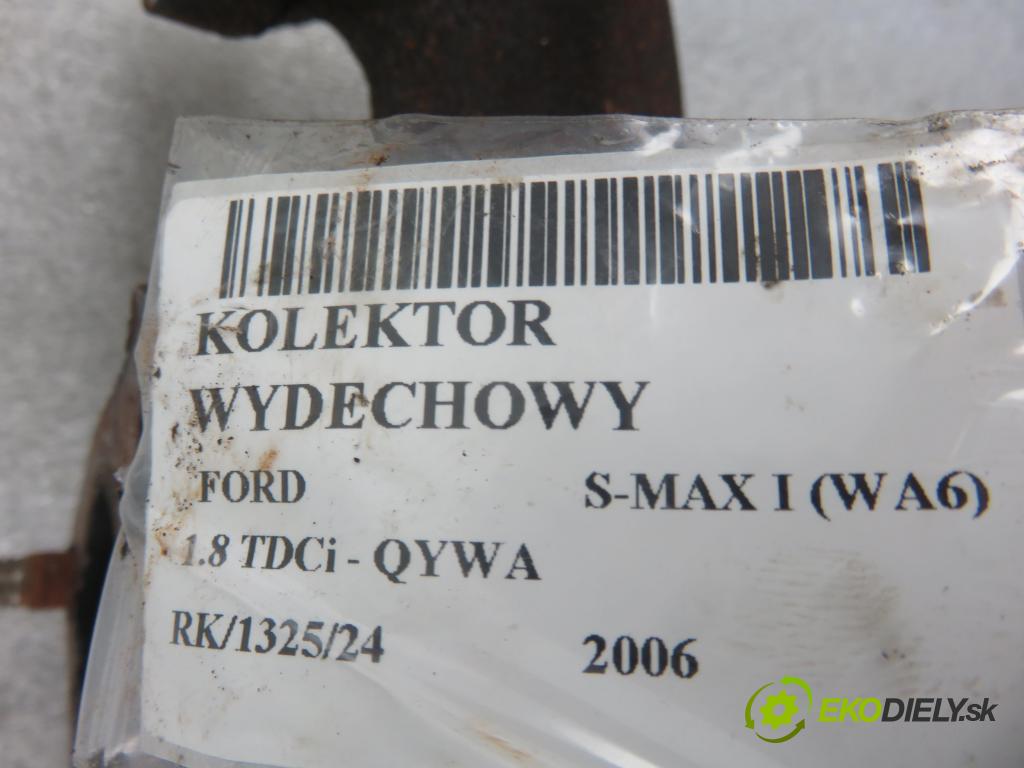 KOLEKTOR
WYDECHOWY
FORD S-MAX I (WA6)
1.8 TDCi - QYWA
RK/1325/24 2006
EKODIELY.sk